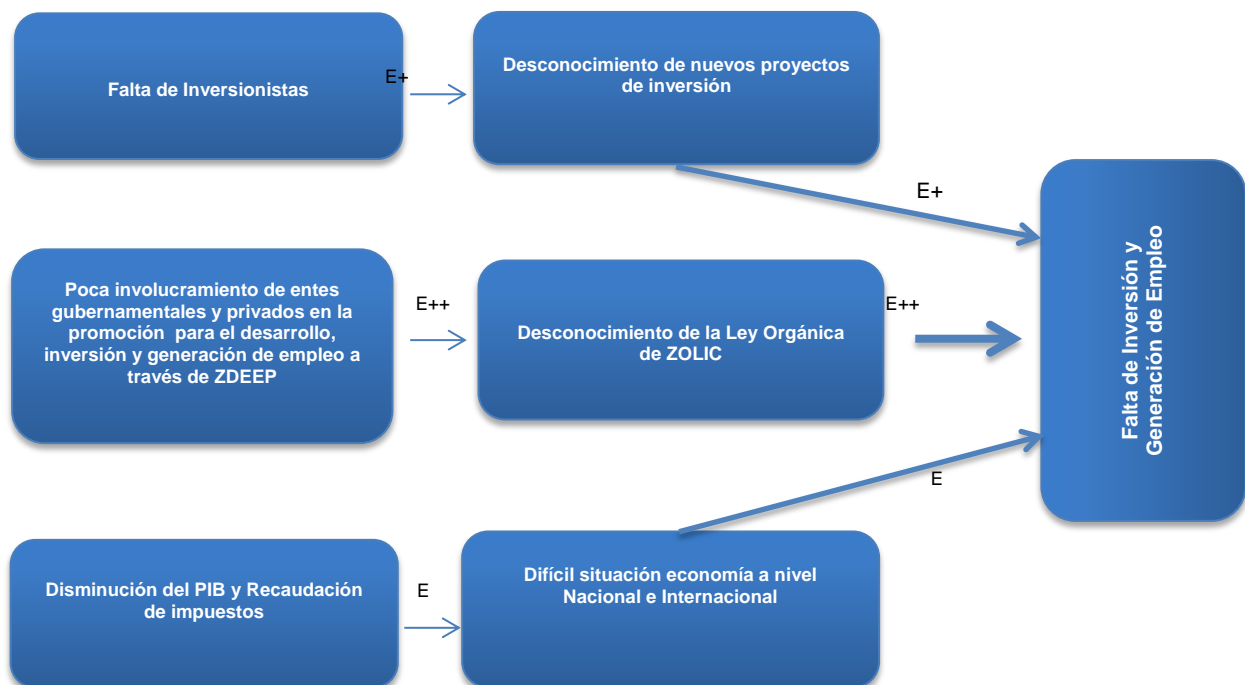 Falta de Inversionistas
E+
Desconocimiento de nuevos proyectos
de inversión
E+
Poca involucramiento de entes
gubernamentales y privados en la
promoción para el desarrollo,
inversión y generación de empleo a
través de ZDEEP
E++
Desconocimiento de la Ley Orgánica
de ZOLIC
E++
Falta de Inversión y
Generación de Empleo
Disminución del PIB y Recaudación
de impuestos
E
Difícil situación economía a nivel
Nacional e Internacional
E